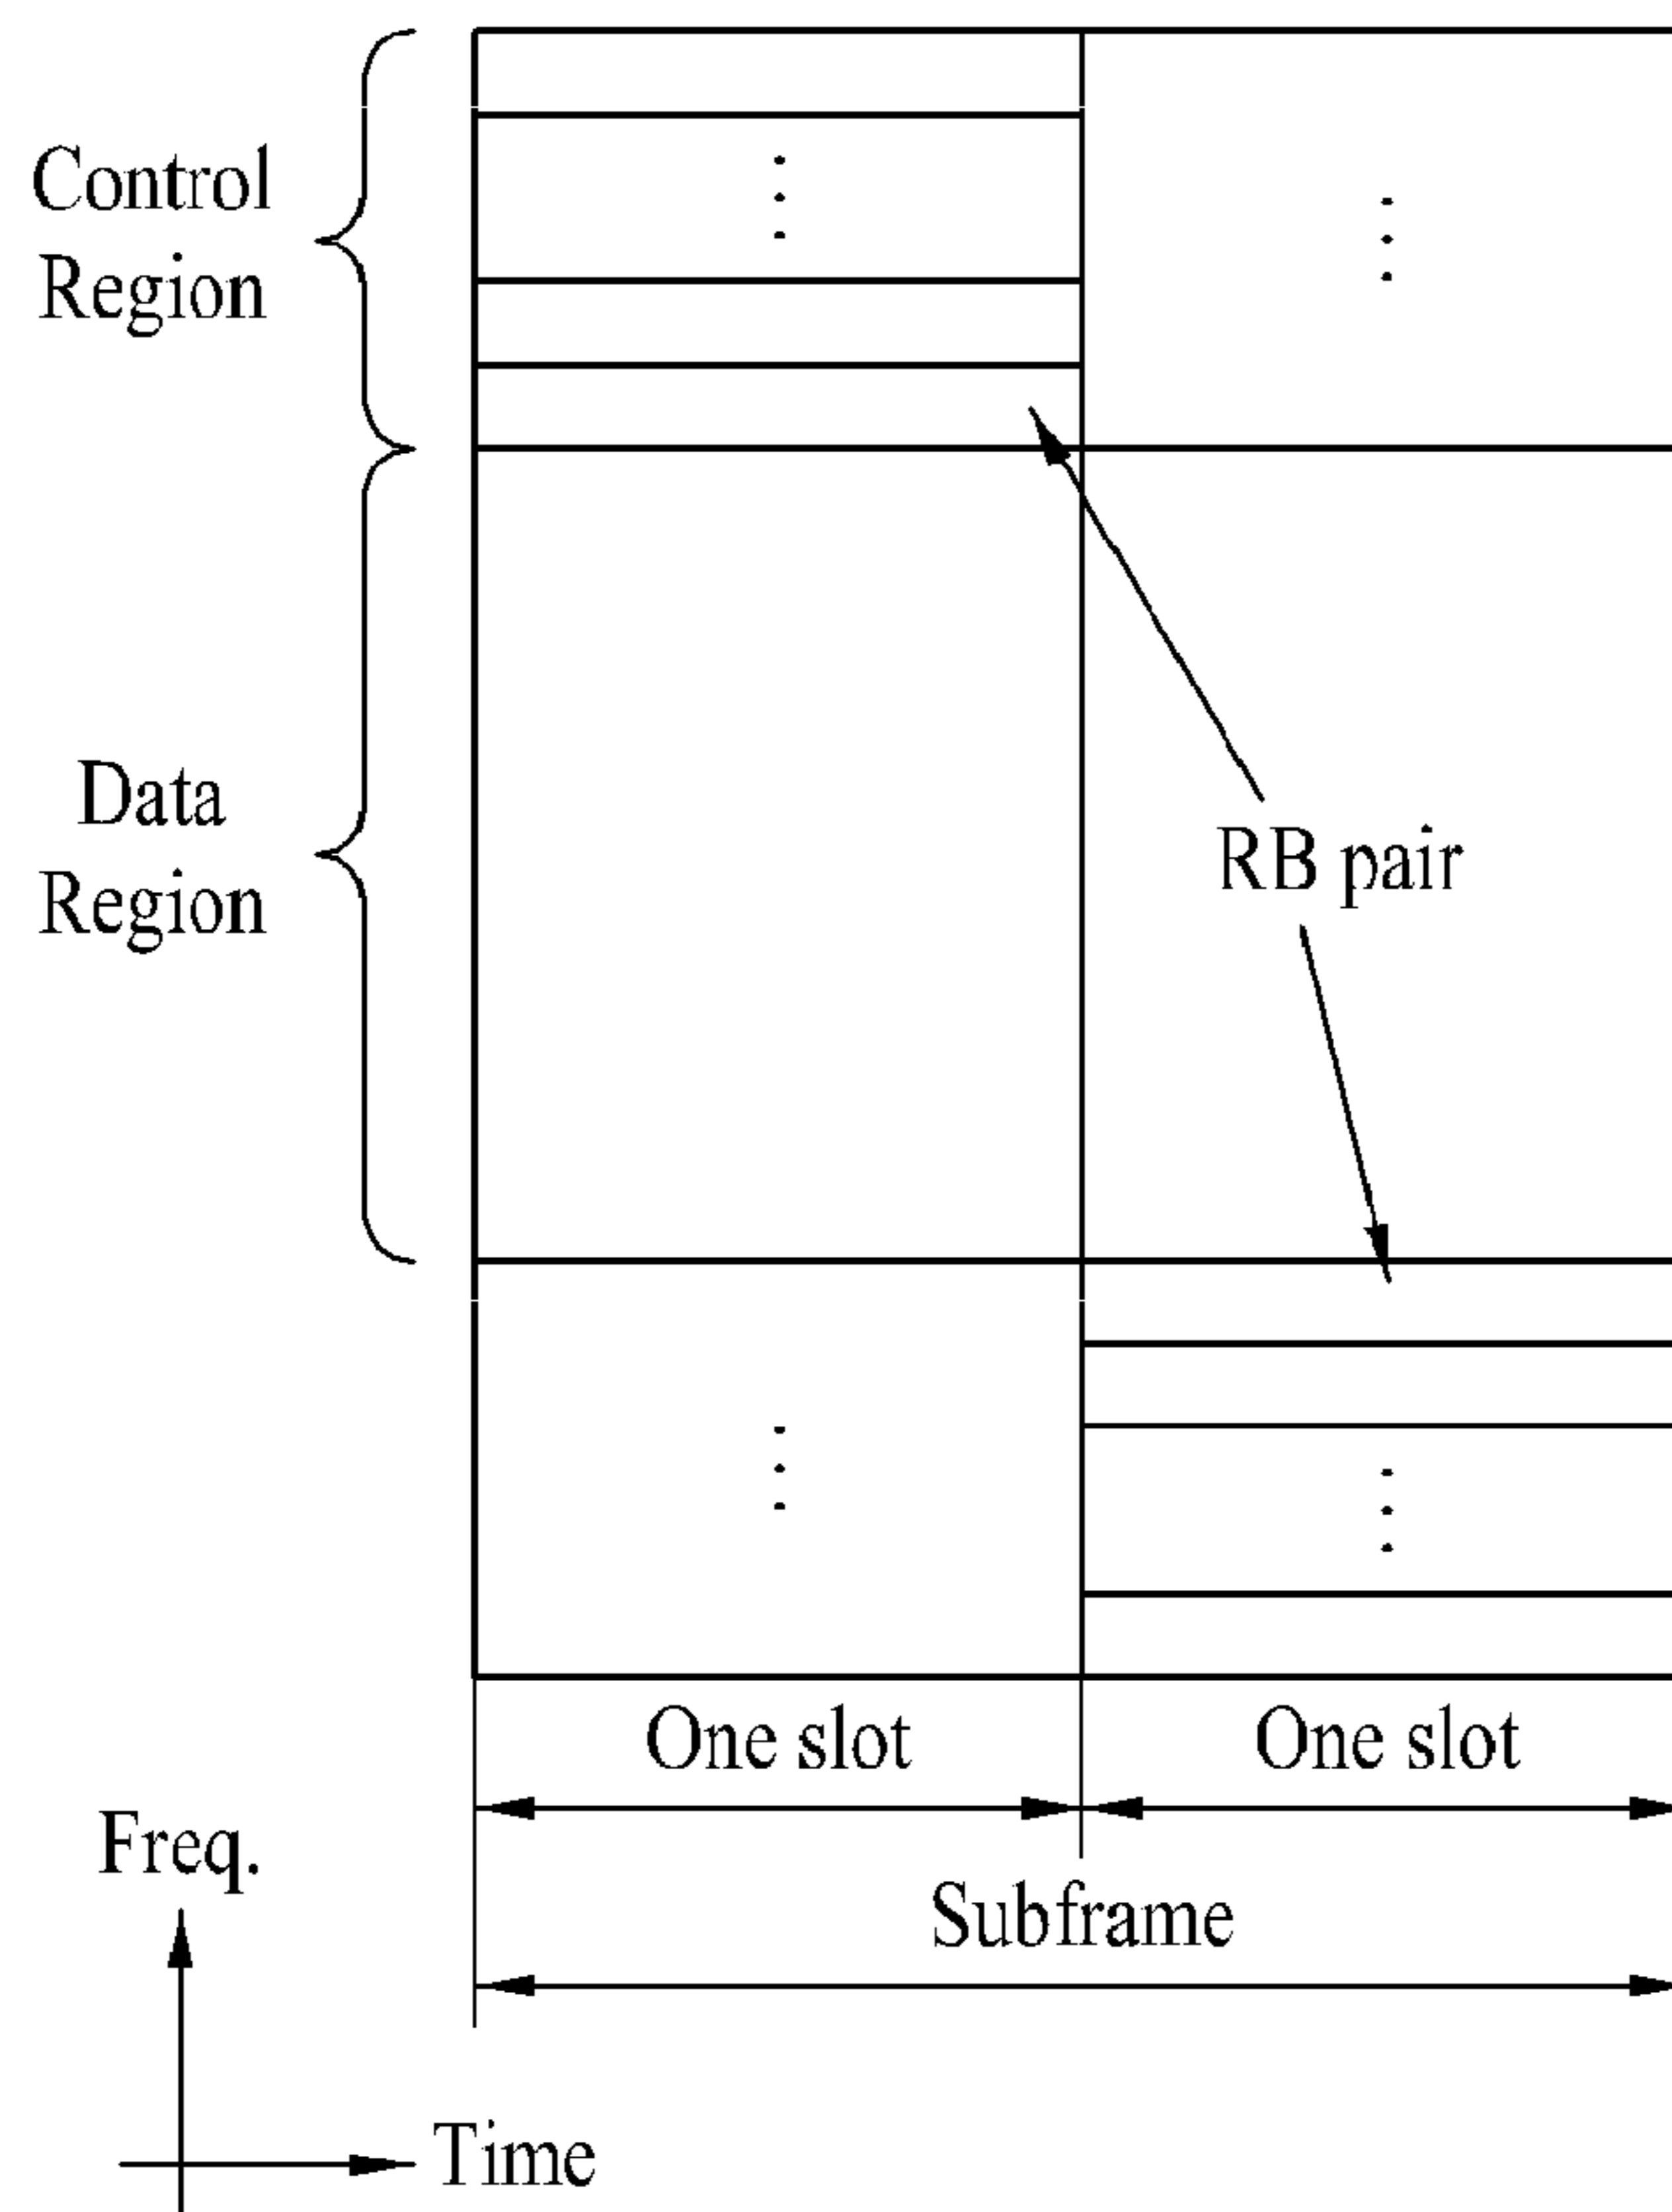 Control
Region
Data
Region
RB pair
One slot
One slot
Freq.
Subframe
Time